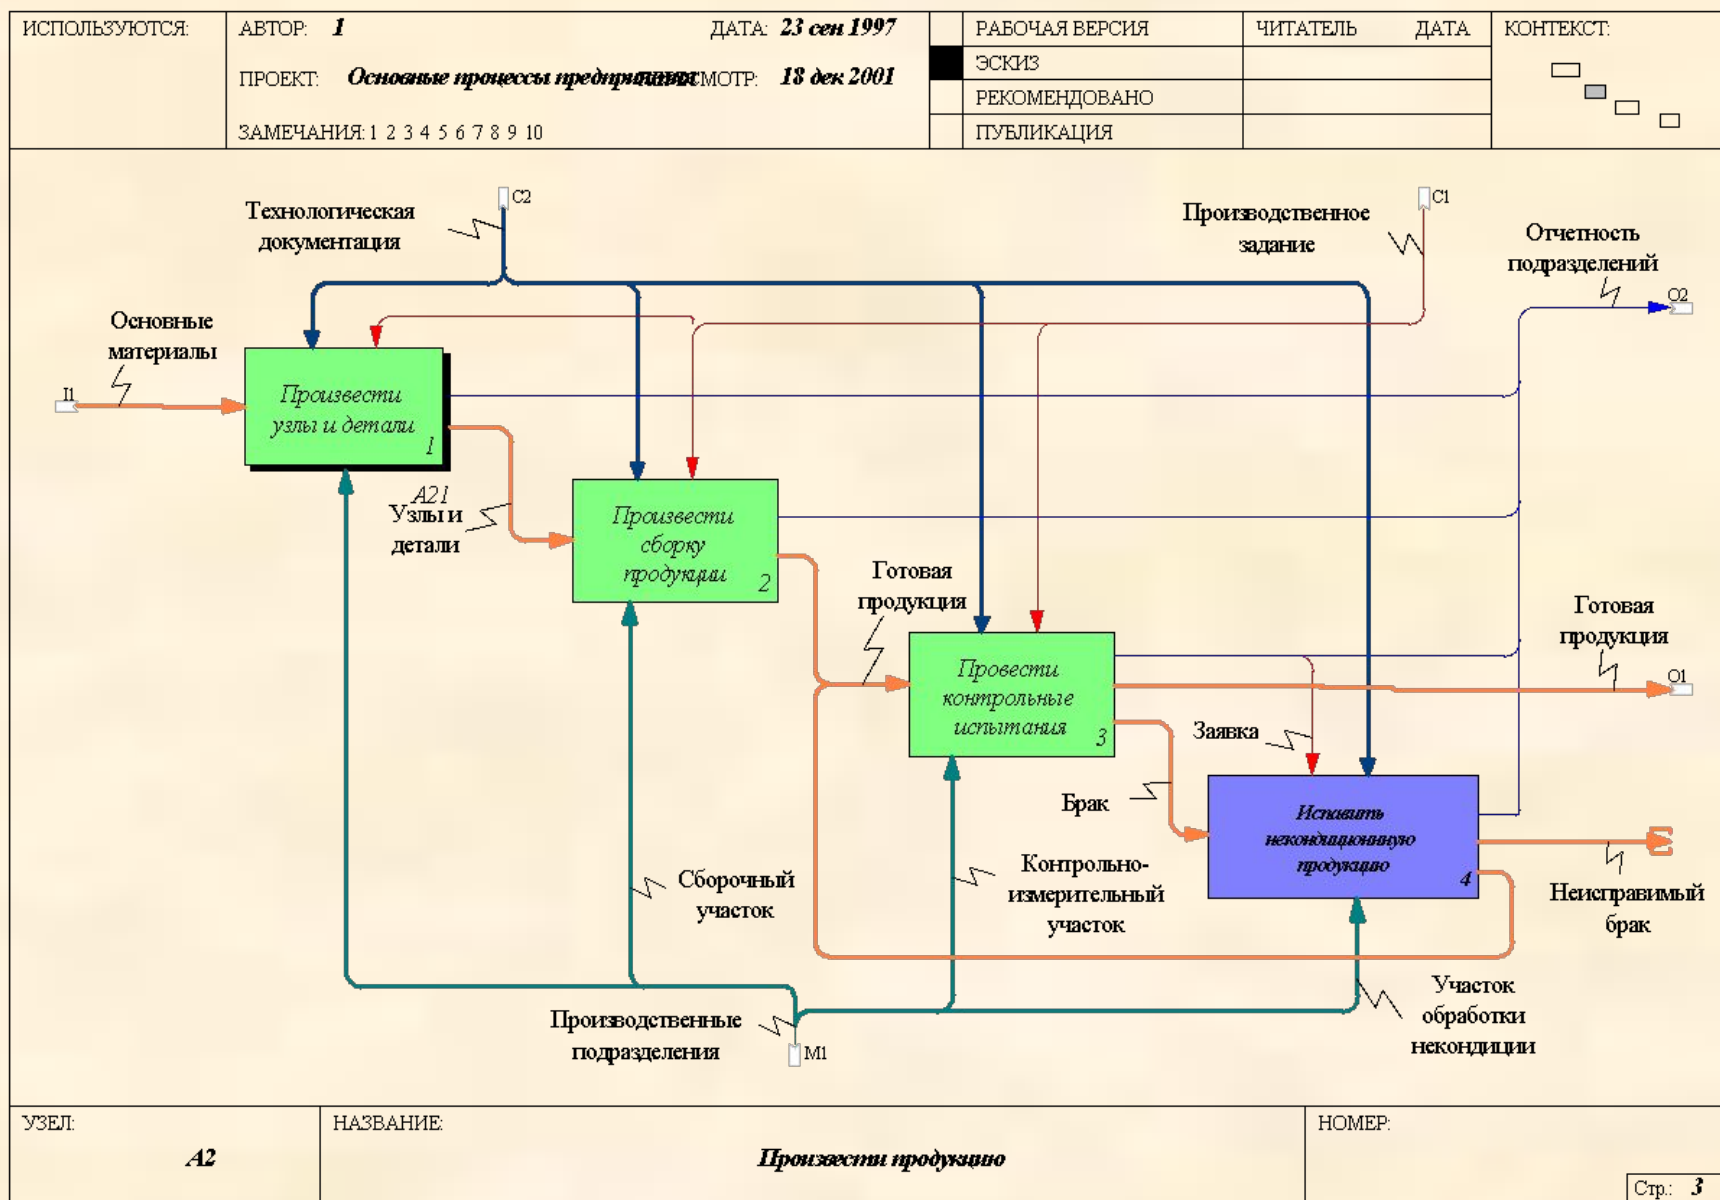 ИСПОЛЬЗУЮТСЯ:
АВТОР: 1
ДАТА: 23 сен 1997
ПРОЕКТ: Основные процессы предприятия
СМОТР: 18 дек 2001
ЗАМЕЧАНИЯ: 1 2 3 4 5 6 7 8 9 10
РАБОЧАЯ ВЕРСИЯ
ЭСКИЗ
РЕКОМЕНДОВАНО
ПУБЛИКАЦИЯ
ЧИТАТЕЛЬ ДАТА
КОНТЕКСТ:
C2
C1
Технологическая
документация
Производственное
задание
Отчетность
подразделений
O2
Основные
материалы
I1
Произвести
узлы и детали
1
A21
Узлы и
детали
Произвести
сборку
продукции
2
Готовая
продукция
Готовая
продукция
O1
Провести
контрольные
испытания
3
Заявка
Брак
Иставить
некондиционную
продукцию
4
Неисправимый
брак
Сборочный
участок
Контрольно-
измерительный
участок
Участок
обработки
некондиции
Производственные
подразделения
M1
УЗЕЛ:
A2
НАЗВАНИЕ:
Произвести продукцию
НОМЕР:
Стр.: 3